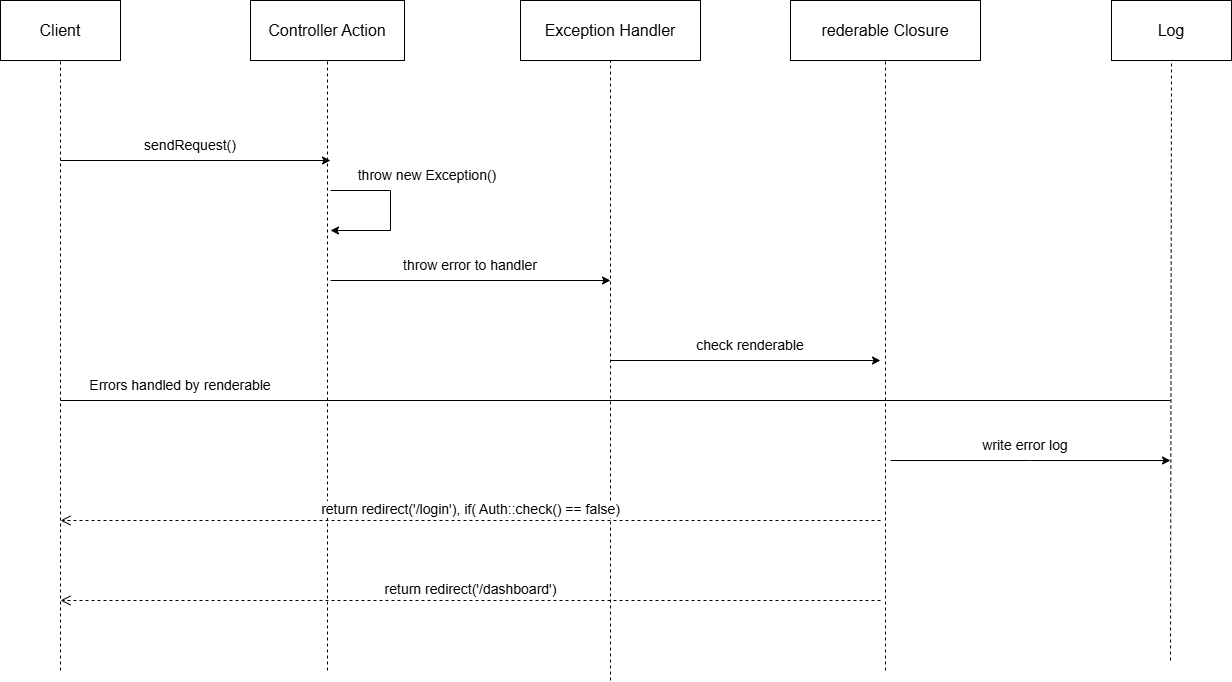 Client
Controller Action
Exception Handler
rederable Closure
Log
sendRequest()
throw new Exception()
throw error to handler
check renderable
Errors handled by renderable
write error log
return redirect('/login'), if( Auth::check() == false)
return redirect('/dashboard')